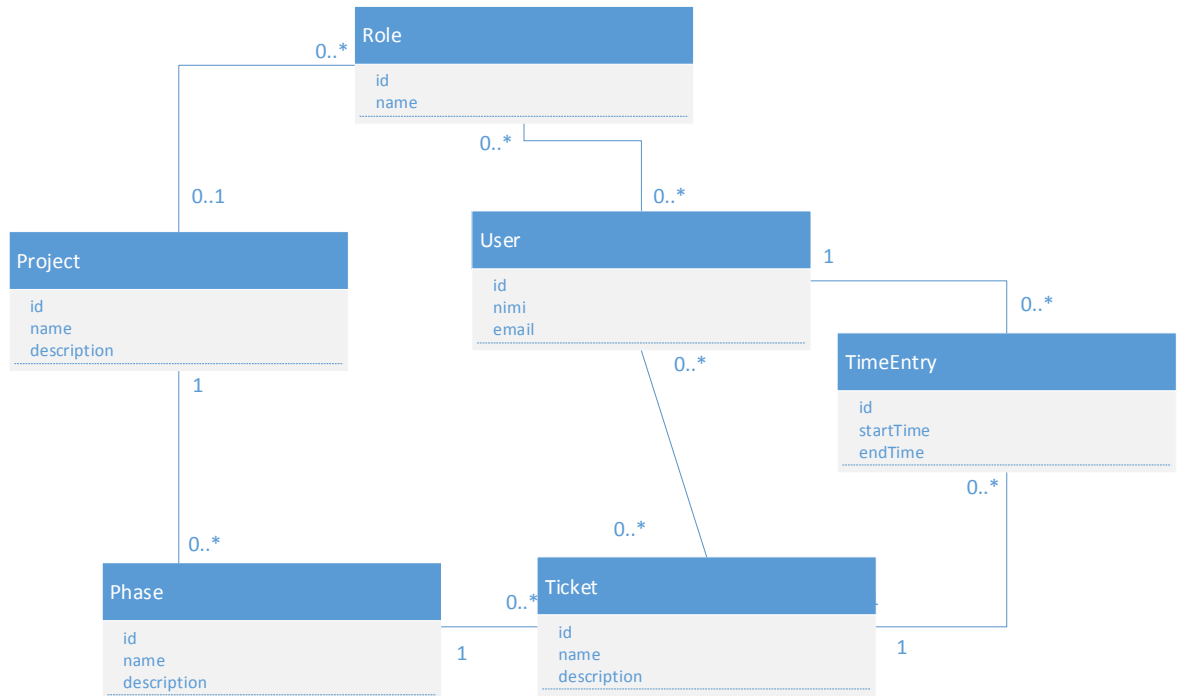 Role
0..*
id
name
0..*
0..1
0..*
User
Project
1
id
nimi
email
id
name
description
0..*
TimeEntry
0..*
1
id
startTime
endTime
0..*
0..*
0..*
Phase
Ticket
0..*
id
name
description
1
id
name
description
1